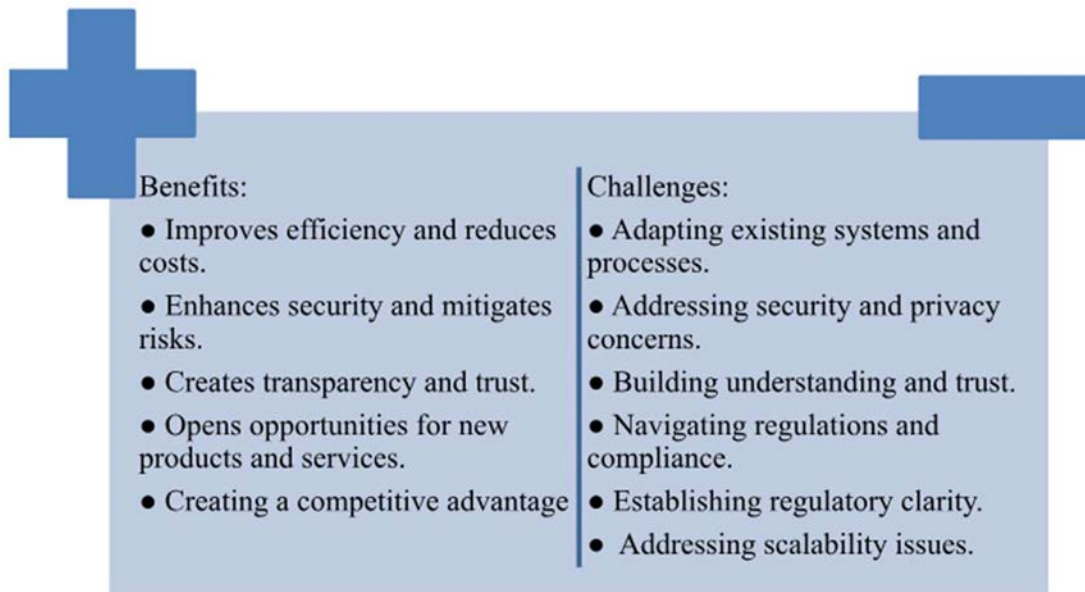 Benefits:
● Improves efficiency and reduces
costs.
● Enhances security and mitigates
risks.
● Creates transparency and trust.
● Opens opportunities for new
products and services.
● Creating a competitive advantage
Challenges:
● Adapting existing systems and
processes.
● Addressing security and privacy
concerns.
● Building understanding and trust.
● Navigating regulations and
compliance.
● Establishing regulatory clarity.
● Addressing scalability issues.